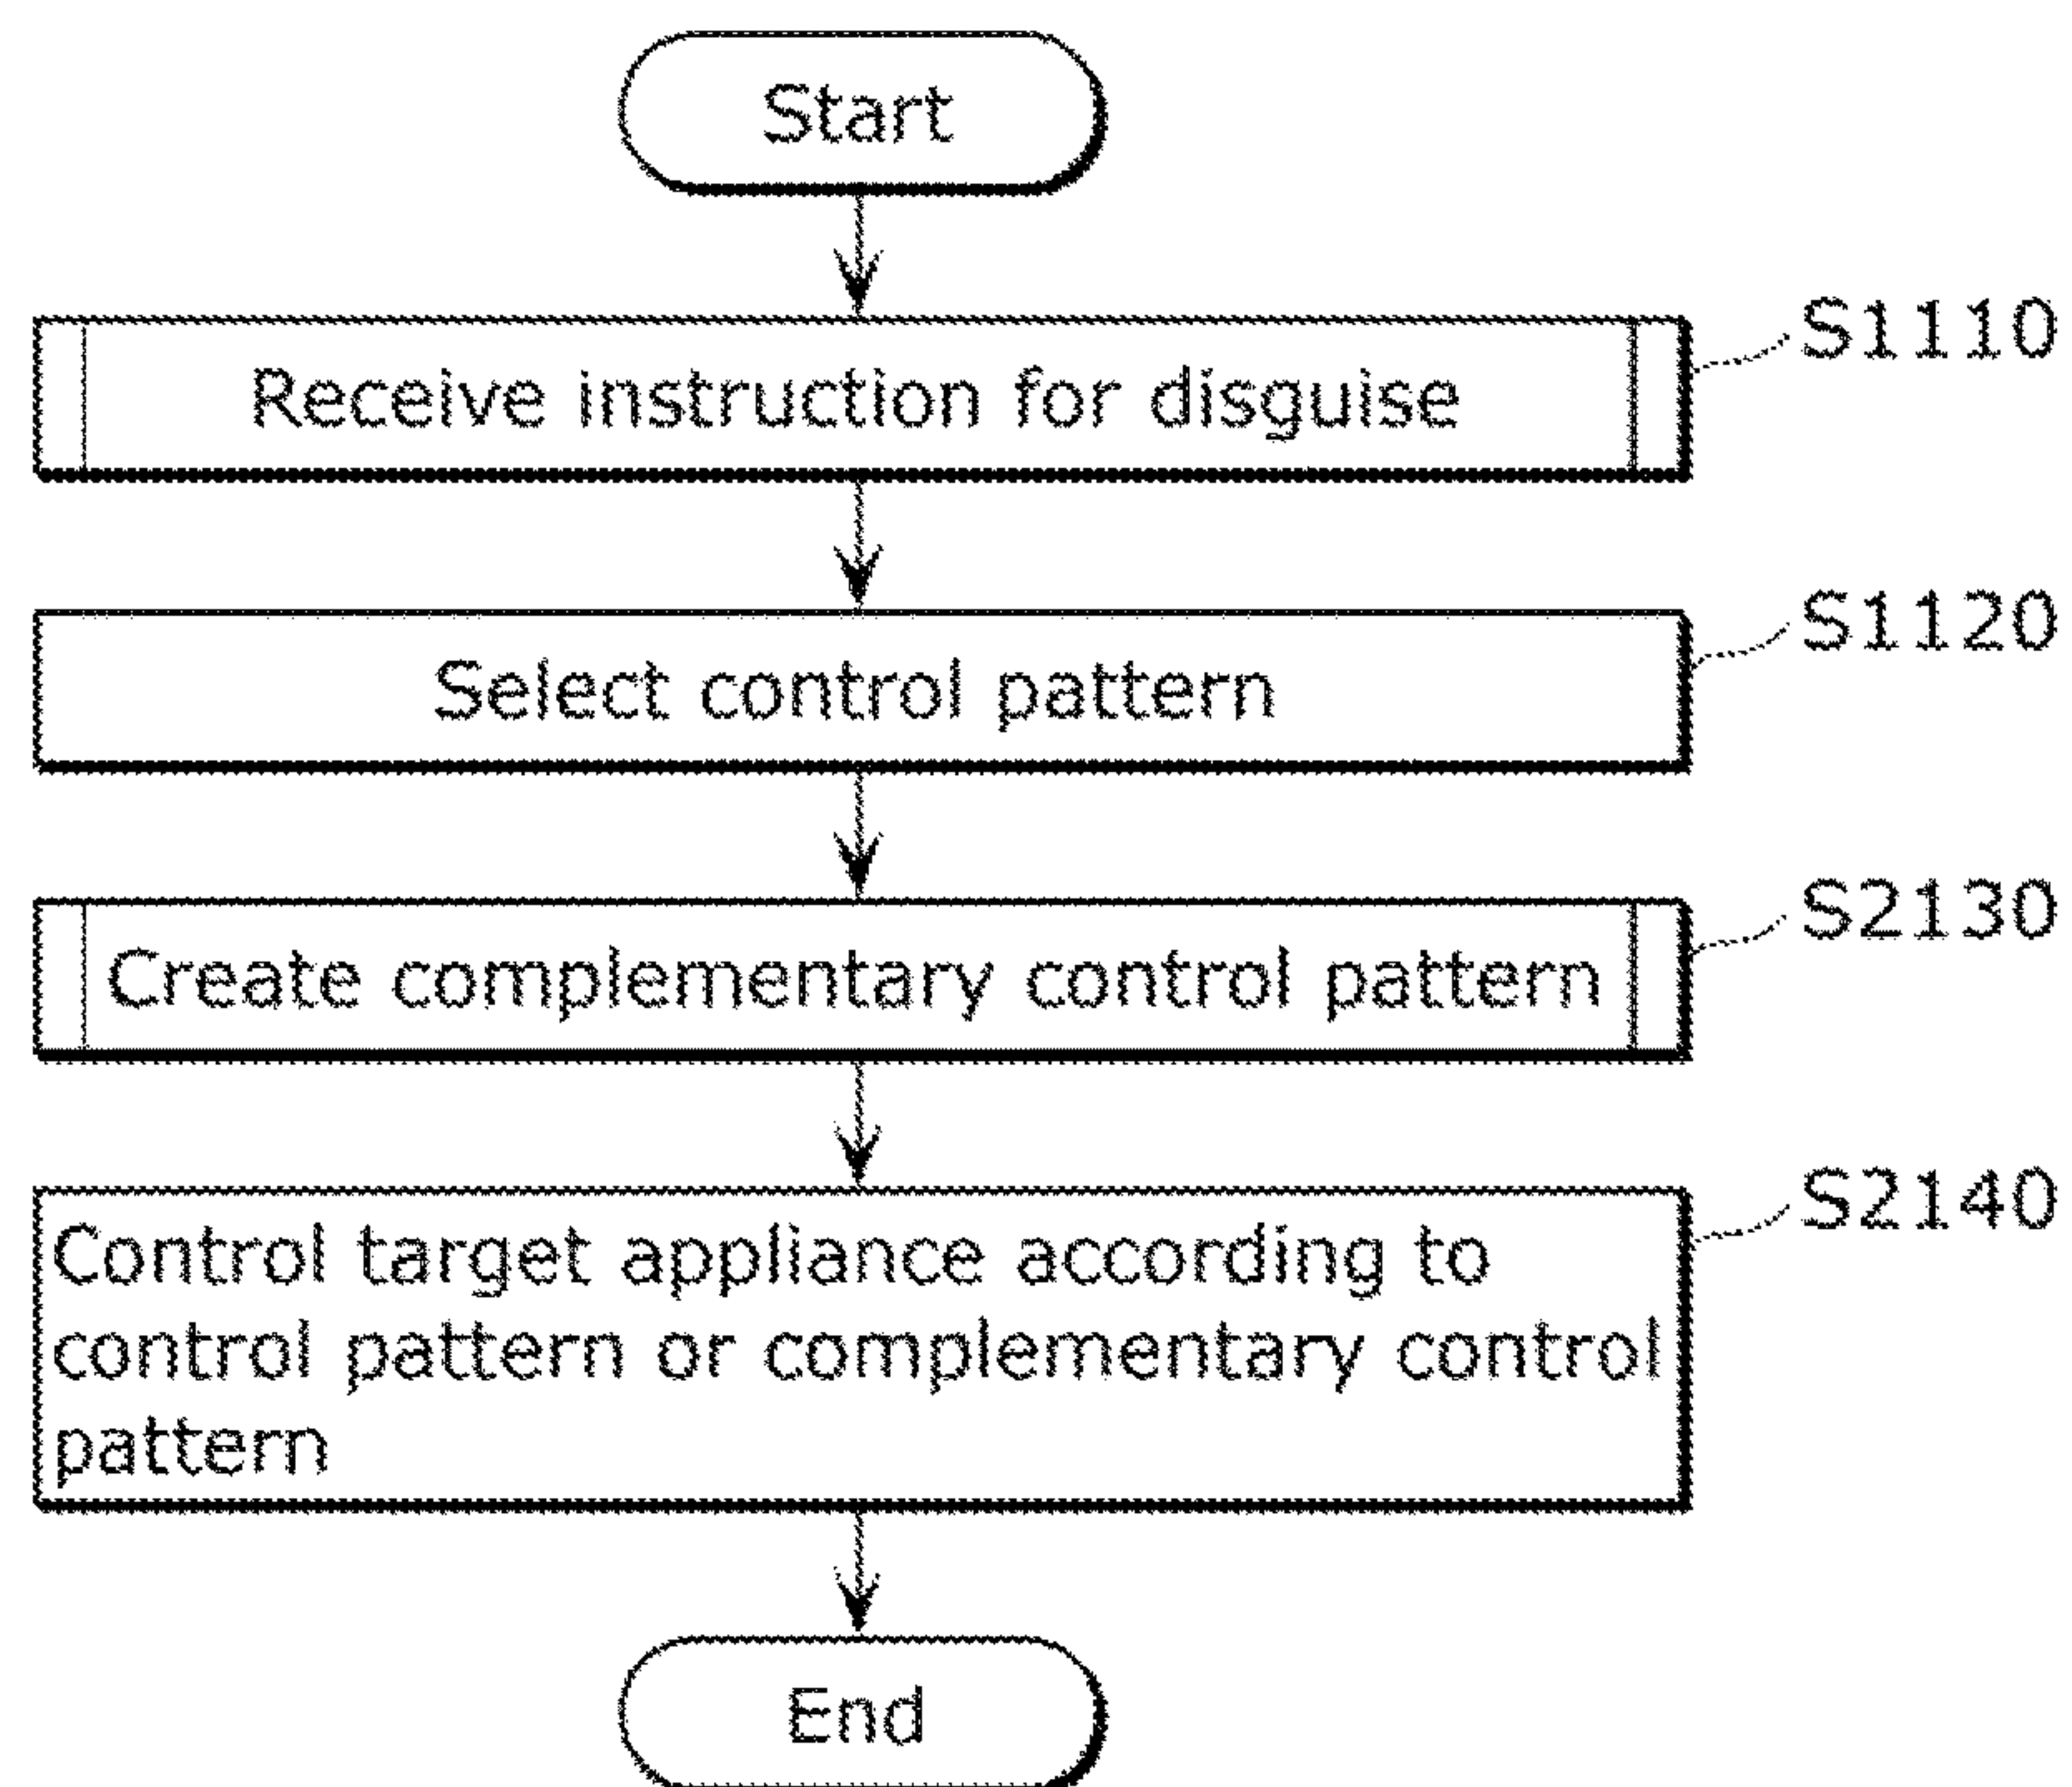 Start
Receive instruction for disguise
S1110
Select control pattern
S1120
Create complementary control pattern
S2130
Control target appliance according to
control pattern or complementary control
pattern
S2140
End